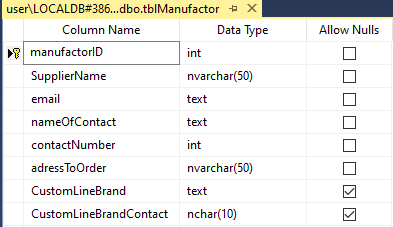 user\LOCALDB#386...dbo.tblManufactor
Column Name Data Type Allow Nulls
manufactorID int
SupplierName nvarchar(50)
email text
nameOfContact text
contactNumber int
adressToOrder nvarchar(50)
CustomLineBrand text
CustomLineBrandContact nchar(10)